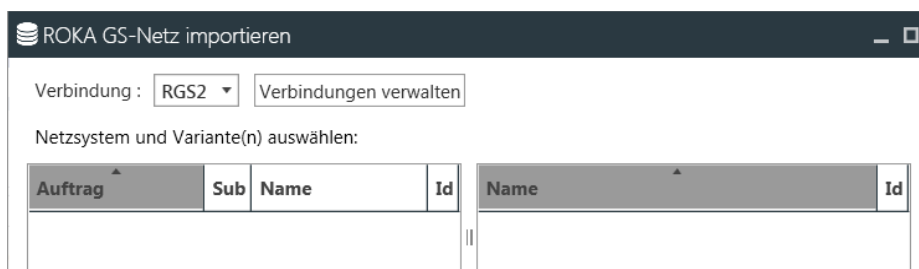 ROKA GS-Netz importieren
Verbindung : RGS2 Verbindungen verwalten
Netzsystem und Variante(n) auswählen:
Auftrag Sub Name Id Name Id